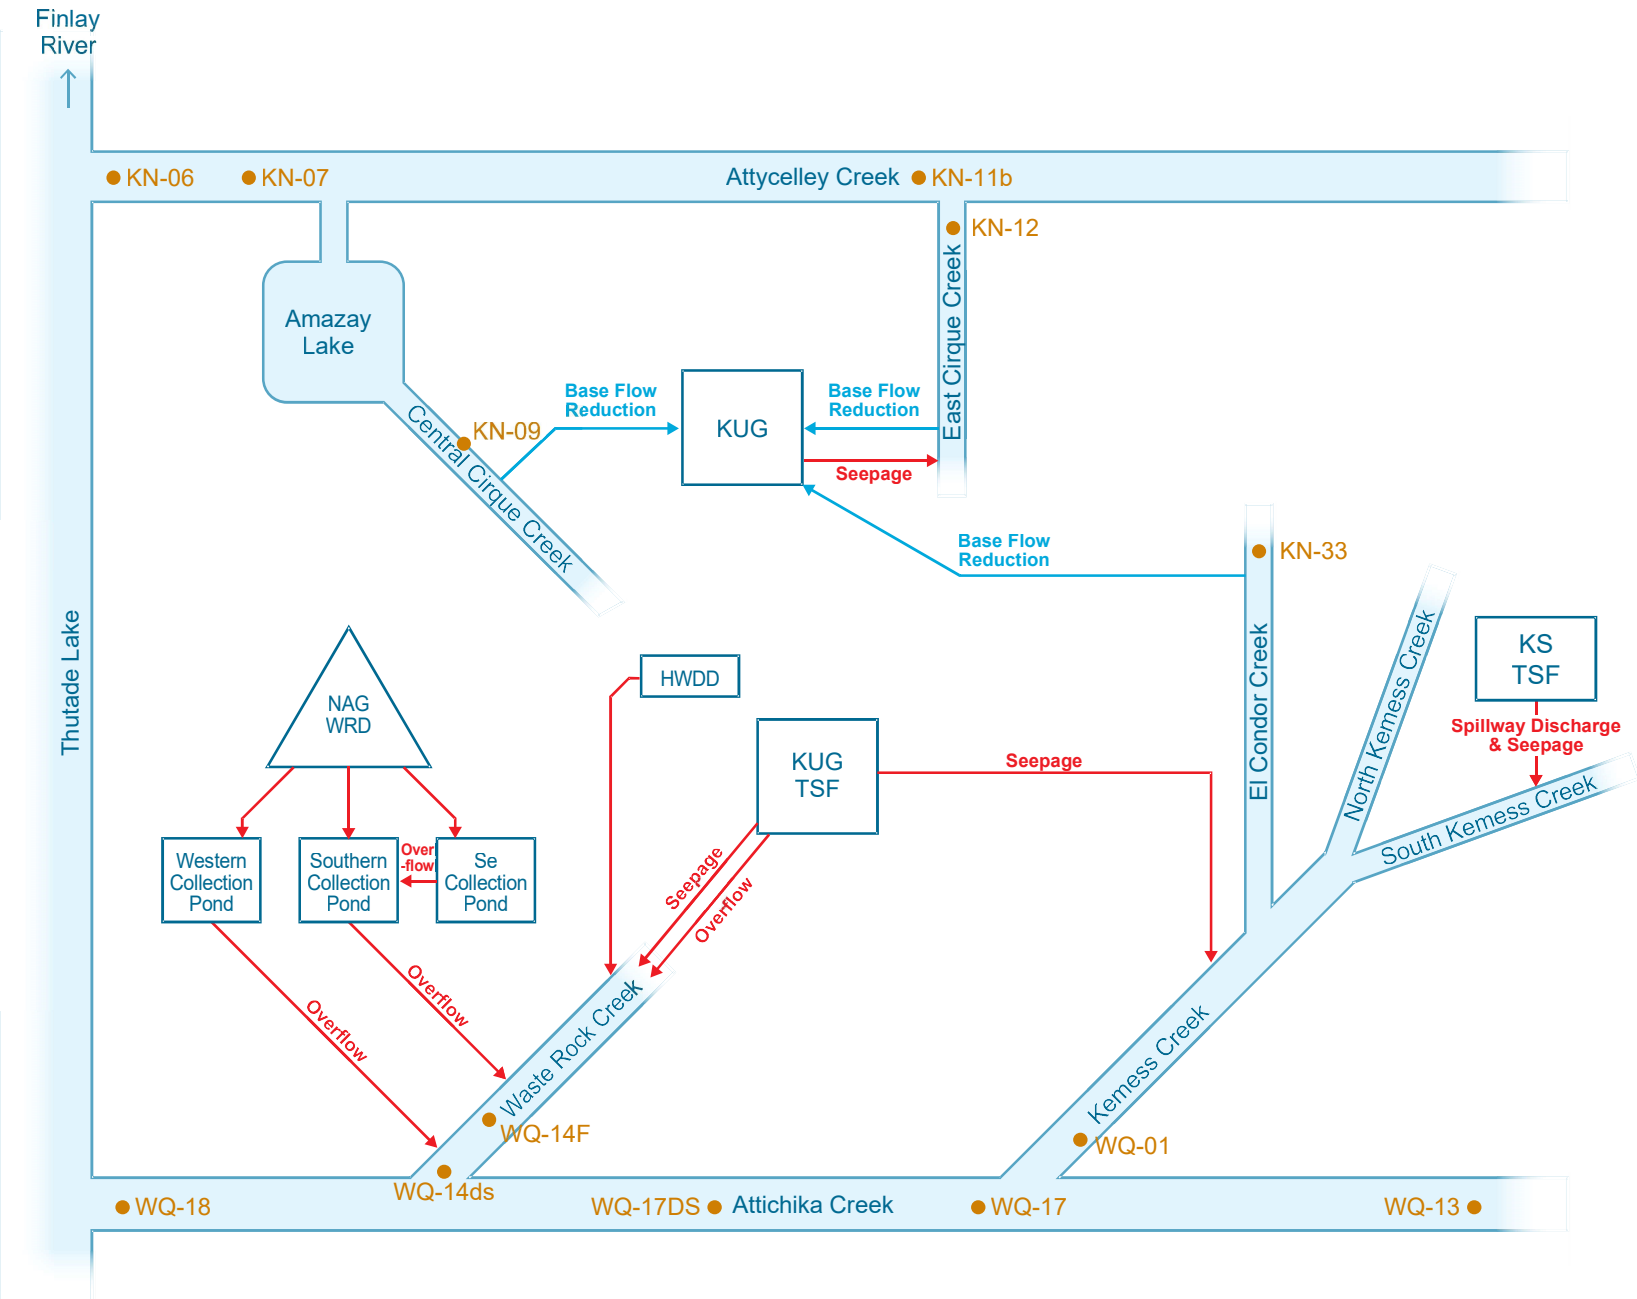 Finlay
River
KN-06
KN-07
Attycelley Creek
KN-11b
KN-12
East Cirque Creek
Amazay
Lake
Central Cirque Creek
KN-09
Base Flow
Reduction
KUG
Base Flow
Reduction
Seepage
Base Flow
Reduction
KN-33
El Condor Creek
North Kemess Creek
KS
TSF
Spillway Discharge
& Seepage
South Kemess Creek
Thutade Lake
NAG
WRD
HWDD
KUG
TSF
Seepage
Western
Collection
Pond
Southern
Collection
Pond
Over
-flow
Se
Collection
Pond
Seepage
Overflow
Overflow
Overflow
Waste Rock Creek
Kemess Creek
WQ-14F
WQ-01
WQ-14ds
WQ-18
WQ-17DS
Attichika Creek
WQ-17
WQ-13